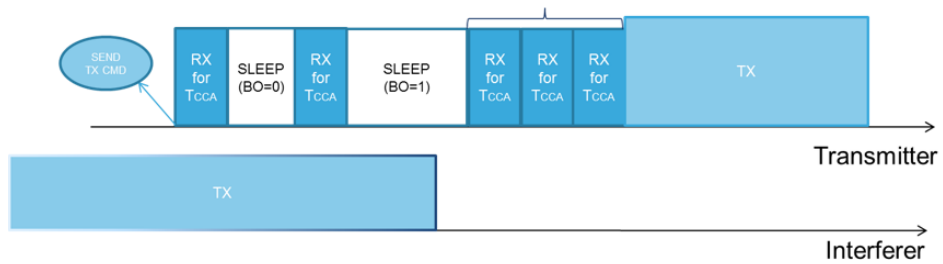 SEND
TX CMD
RX
for
TCCA
SLEEP
(BO=0)
RX
for
TCCA
SLEEP
(BO=1)
RX
for
TCCA
RX
for
TCCA
RX
for
TCCA
TX
Transmitter
TX
Interferer